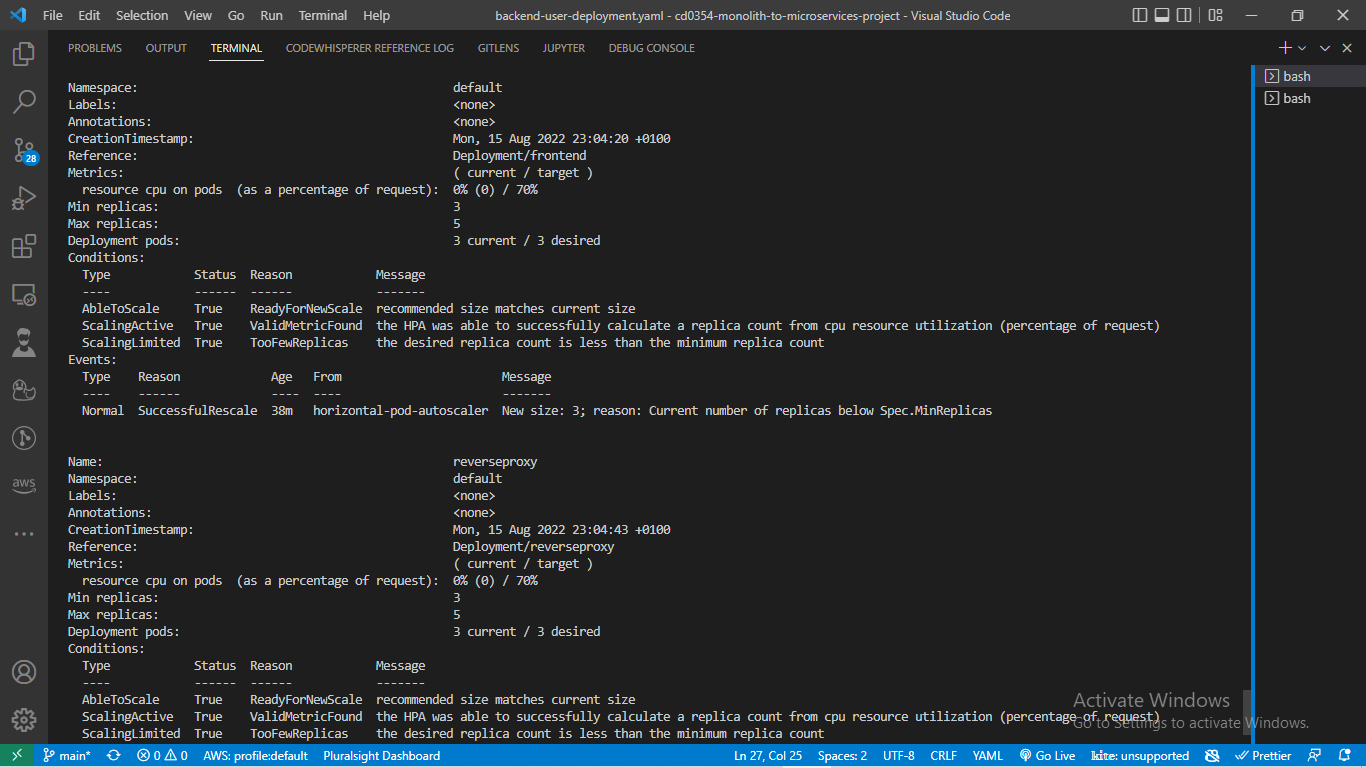 File Edit Selection View Go Run Terminal Help backend-user-deployment.yaml - cd0354-monolith-to-microservices-project - Visual Studio Code
PROBLEMS OUTPUT TERMINAL CODEWHISPERER REFERENCE LOG GITLENS JUPYTER DEBUG CONSOLE
bash
bash
28
aws
Namespace: default
Labels: <none>
Annotations: <none>
CreationTimestamp: Mon, 15 Aug 2022 23:04:20 +0100
Reference: Deployment/frontend
Metrics: ( current / target )
resource cpu on pods (as a percentage of request): 0% (0) / 70%
Min replicas: 3
Max replicas: 5
Deployment pods: 3 current / 3 desired
Conditions:
Type Status Reason Message
---- ------ ------ -------
AbleToScale True ReadyForNewScale recommended size matches current size
ScalingActive True ValidMetricFound the HPA was able to successfully calculate a replica count from cpu resource utilization (percentage of request)
ScalingLimited True TooFewReplicas the desired replica count is less than the minimum replica count
Events:
Type Reason Age From Message
---- ------ ---- ---- -------
Normal SuccessfulRescale 38m horizontal-pod-autoscaler New size: 3; reason: Current number of replicas below Spec.MinReplicas
Name: reverseproxy
Namespace: default
Labels: <none>
Annotations: <none>
CreationTimestamp: Mon, 15 Aug 2022 23:04:43 +0100
Reference: Deployment/reverseproxy
Metrics: ( current / target )
resource cpu on pods (as a percentage of request): 0% (0) / 70%
Min replicas: 3
Max replicas: 5
Deployment pods: 3 current / 3 desired
Conditions:
Type Status Reason Message
---- ------ ------ -------
AbleToScale True ReadyForNewScale recommended size matches current size
ScalingActive True ValidMetricFound the HPA was able to successfully calculate a replica count from cpu resource utilization (percentage of request)
ScalingLimited True TooFewReplicas the desired replica count is less than the minimum replica count
Activate Windows
Go to Settings to activate Windows.
main* 0 0 AWS: profile:default Pluralsight Dashboard Ln 27, Col 25 Spaces: 2 UTF-8 CRLF YAML Go Live kite: unsupported Prettier